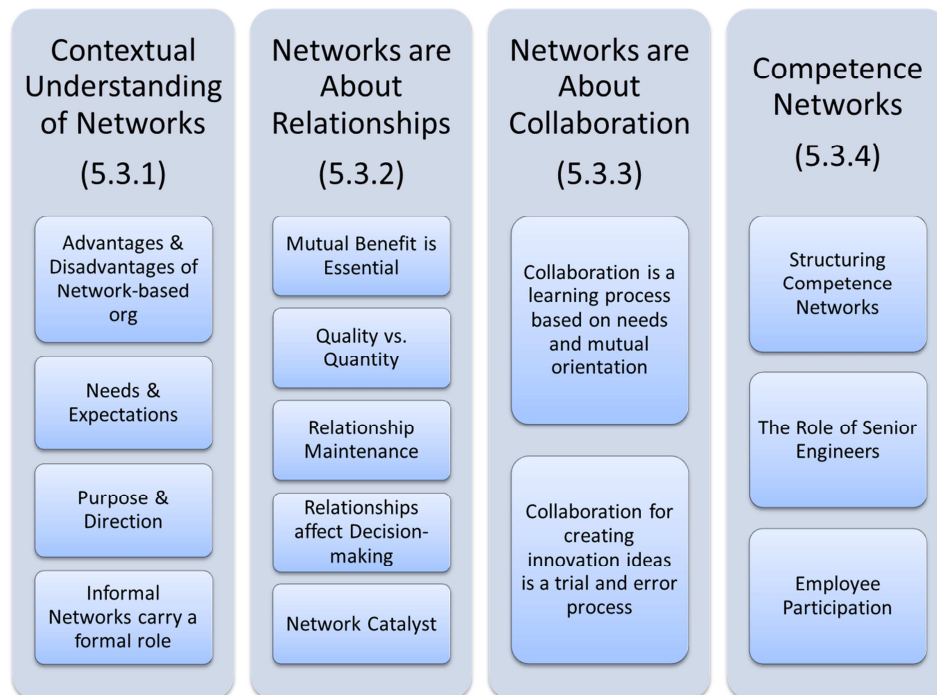 Contextual
Understanding
of Networks
(5.3.1)
Advantages &
Disadvantages of
Network-based
org
Needs &
Expectations
Purpose &
Direction
Informal
Networks carry a
formal role
Networks are
About
Relationships
(5.3.2)
Mutual Benefit is
Essential
Quality vs.
Quantity
Relationship
Maintenance
Relationships
affect Decision-
making
Network Catalyst
Networks are
About
Collaboration
(5.3.3)
Collaboration is a
learning process
based on needs
and mutual
orientation
Collaboration for
creating
innovation ideas
is a trial and error
process
Competence
Networks
(5.3.4)
Structuring
Competence
Networks
The Role of Senior
Engineers
Employee
Participation